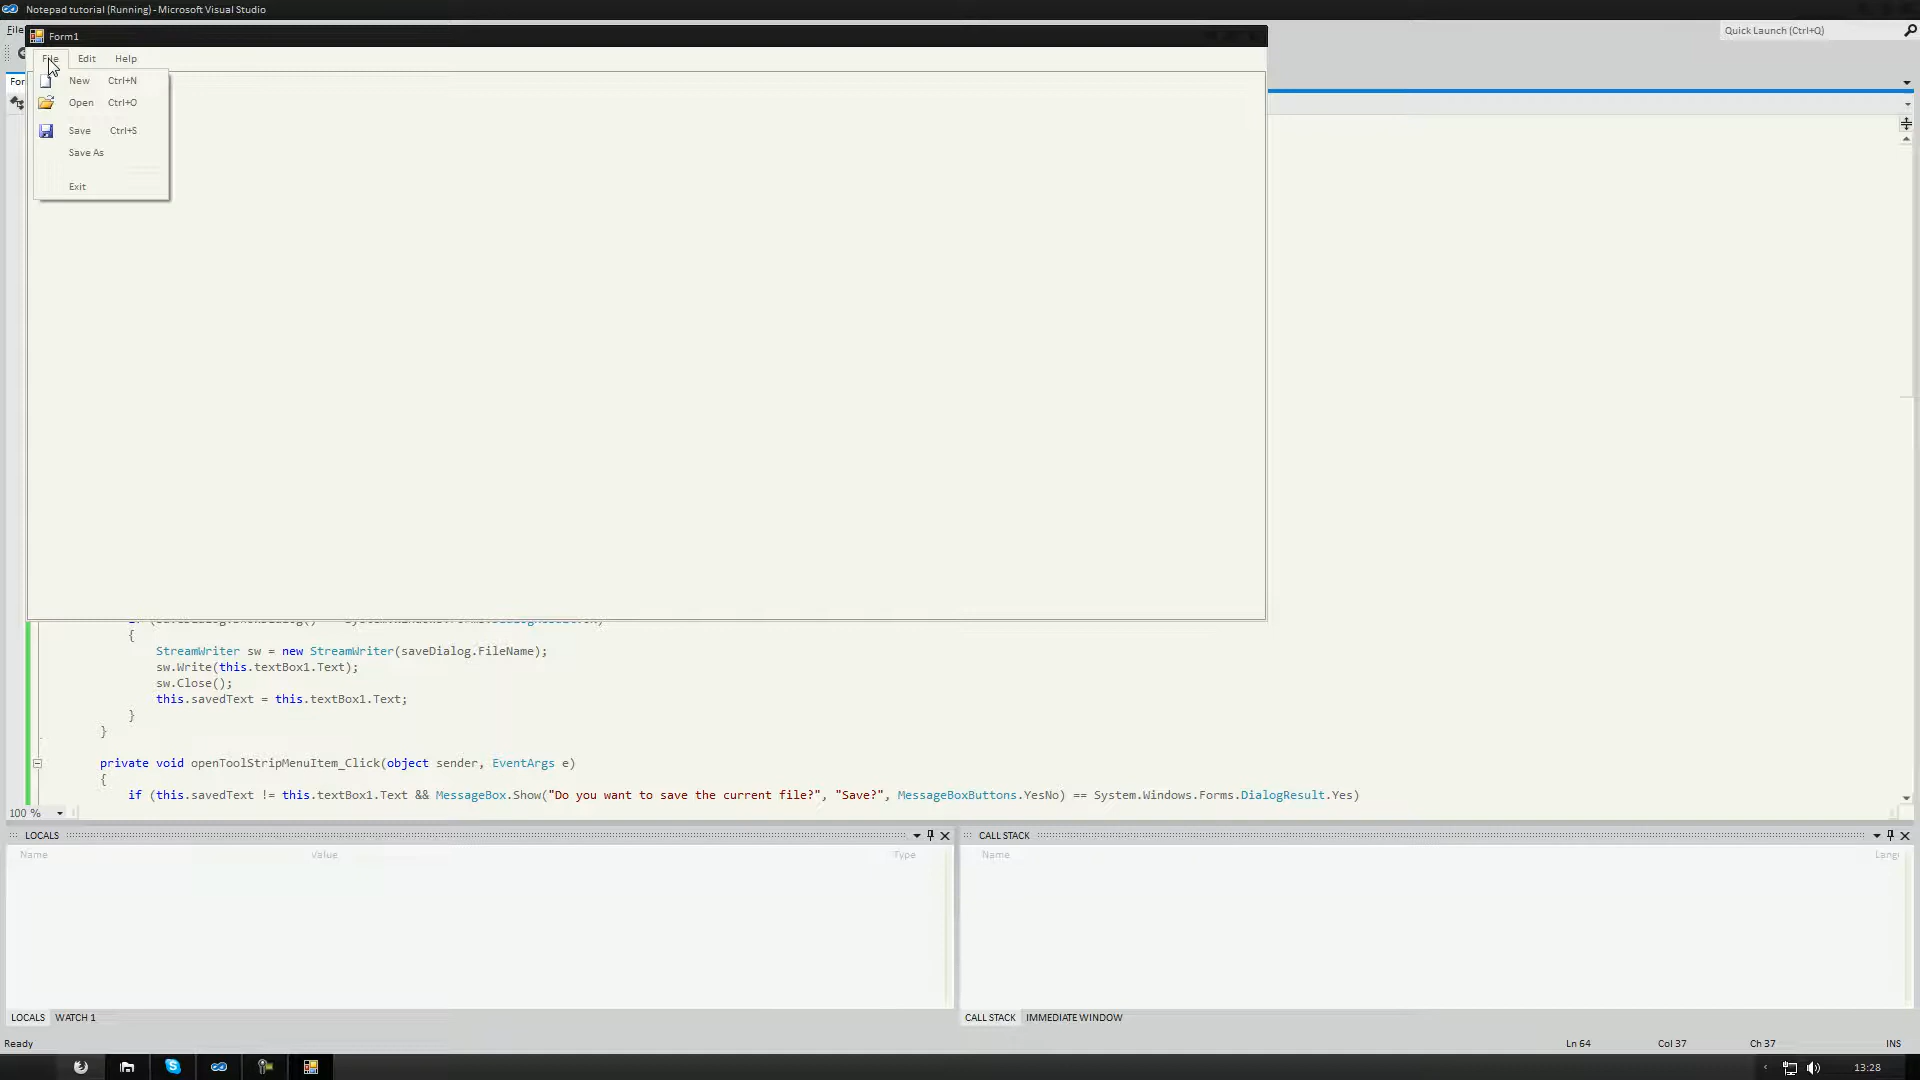 Notepad tutorial (Running) - Microsoft Visual Studio
File
Quick Launch (Ctrl+Q)
Form1
File Edit Help
New Ctrl+N
Open Ctrl+O
Save Ctrl+S
Save As
Exit
For
{
StreamWriter sw = new StreamWriter(saveDialog.FileName);
sw.Write(this.textBox1.Text);
sw.Close();
this.savedText = this.textBox1.Text;
}
}
private void openToolStripMenuItem_Click(object sender, EventArgs e)
{
if (this.savedText != this.textBox1.Text && MessageBox.Show("Do you want to save the current file?", "Save?", MessageBoxButtons.YesNo) == System.Windows.Forms.DialogResult.Yes)
100 %
LOCALS
Name Value Type
CALL STACK
Name Lang
LOCALS WATCH 1
CALL STACK IMMEDIATE WINDOW
Ready
Ln 64 Col 37 Ch 37 INS
13:28